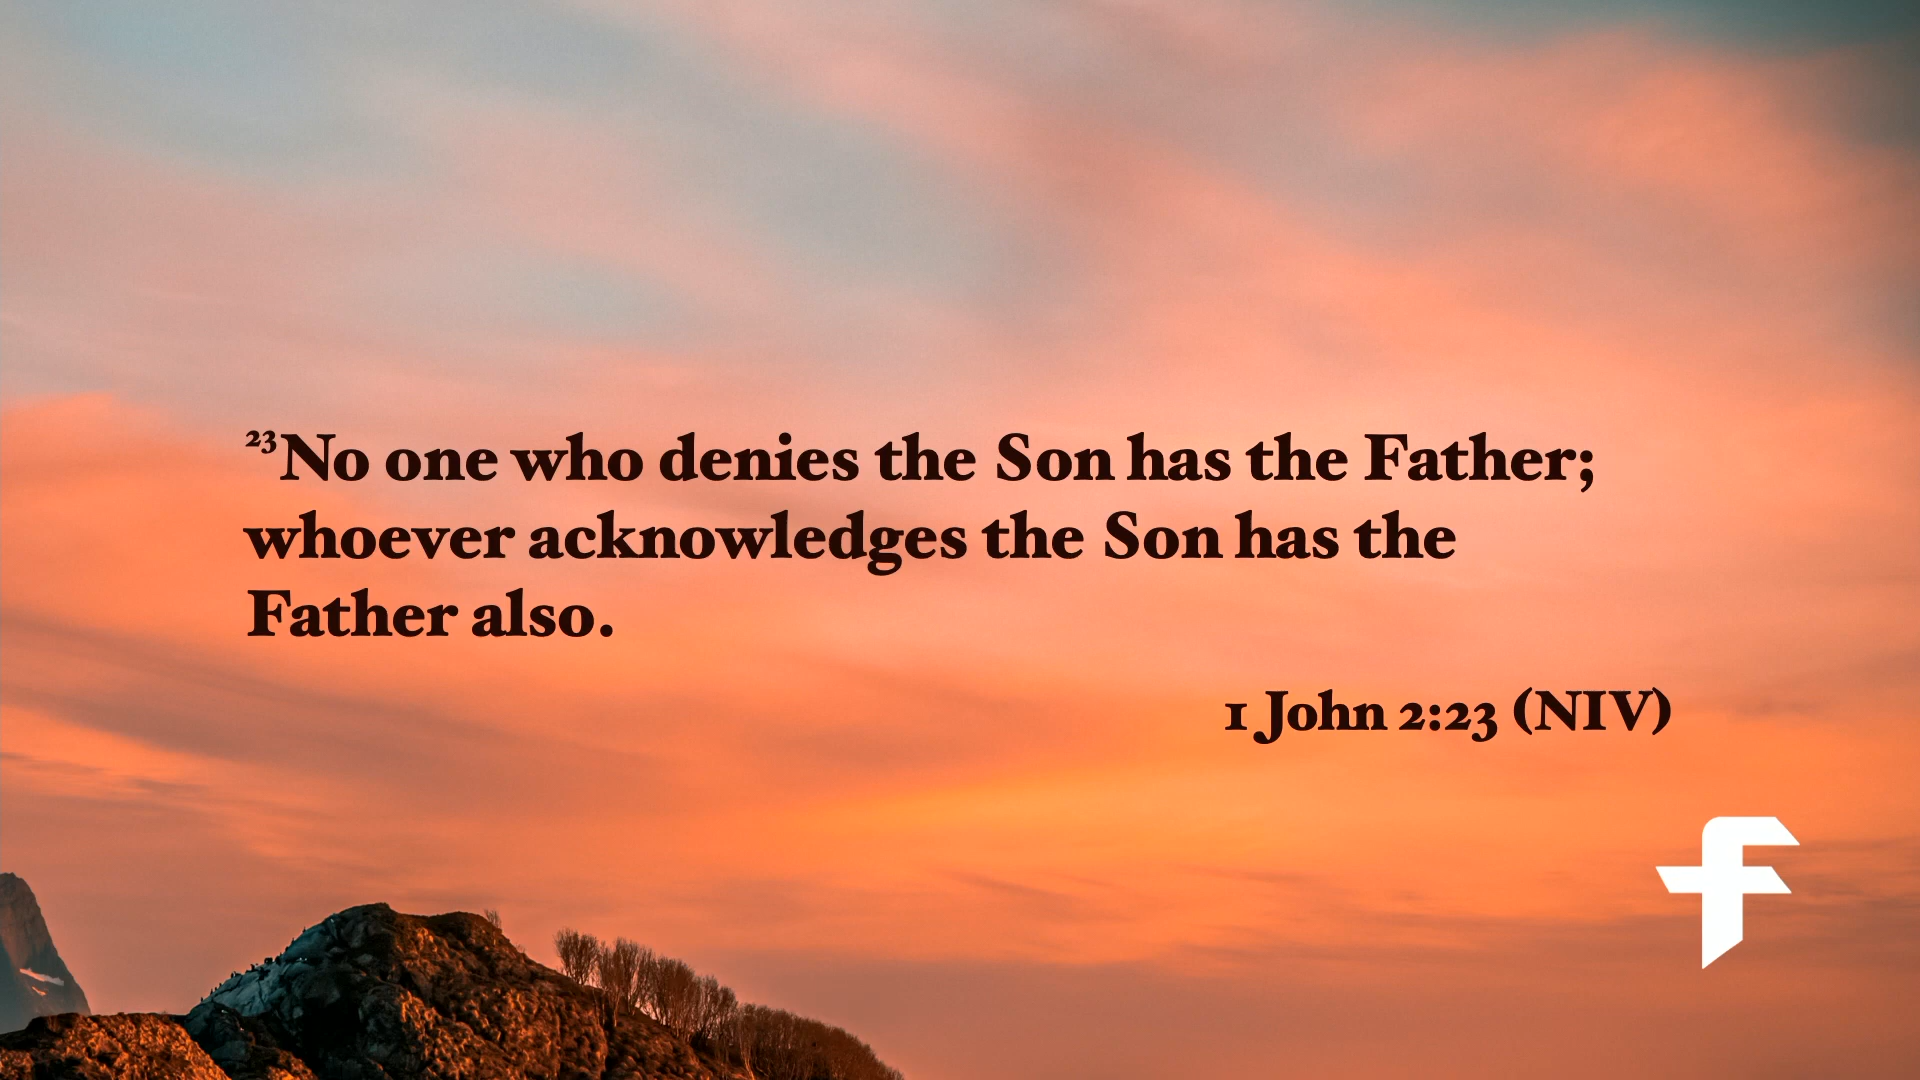 ²³No one who denies the Son has the Father;
whoever acknowledges the Son has the
Father also.
1 John 2:23 (NIV)